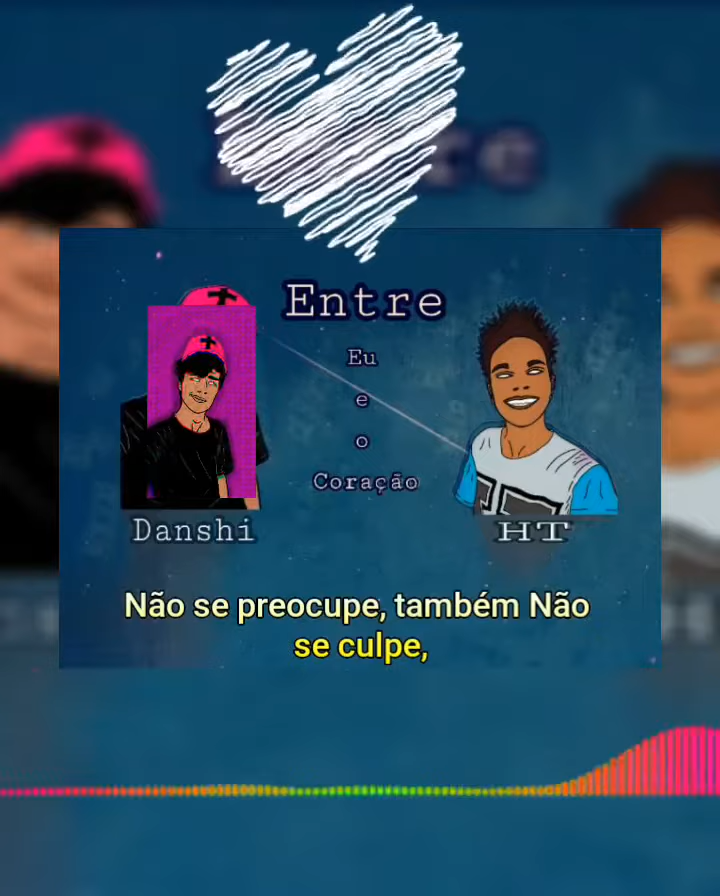 Entre
Eu
e
o
Coração
Danshi
HT
Não se preocupe, também Não
se culpe,